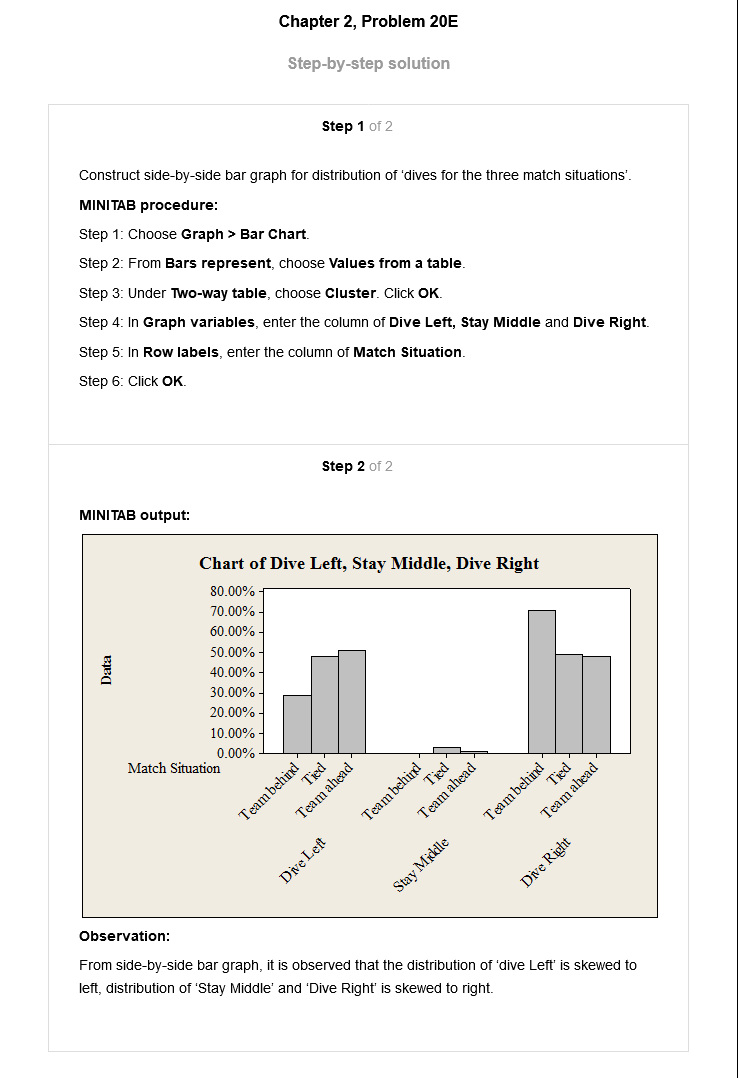 Chapter 2, Problem 20E
Step-by-step solution
Step 1 of 2
Construct side-by-side bar graph for distribution of ‘dives for the three match situations’.
MINITAB procedure:
Step 1: Choose Graph > Bar Chart.
Step 2: From Bars represent, choose Values from a table.
Step 3: Under Two-way table, choose Cluster. Click OK.
Step 4: In Graph variables, enter the column of Dive Left, Stay Middle and Dive Right.
Step 5: In Row labels, enter the column of Match Situation.
Step 6: Click OK.
Step 2 of 2
MINITAB output:
Chart of Dive Left, Stay Middle, Dive Right
80.00%
70.00%
60.00%
50.00%
40.00%
30.00%
20.00%
10.00%
0.00%
Data
Match Situation
Team behind
Tied
Team ahead
Team behind
Tied
Team ahead
Team behind
Tied
Team ahead
Dive Left
Stay Middle
Dive Right
Observation:
From side-by-side bar graph, it is observed that the distribution of ‘dive Left’ is skewed to
left, distribution of ‘Stay Middle’ and ‘Dive Right’ is skewed to right.